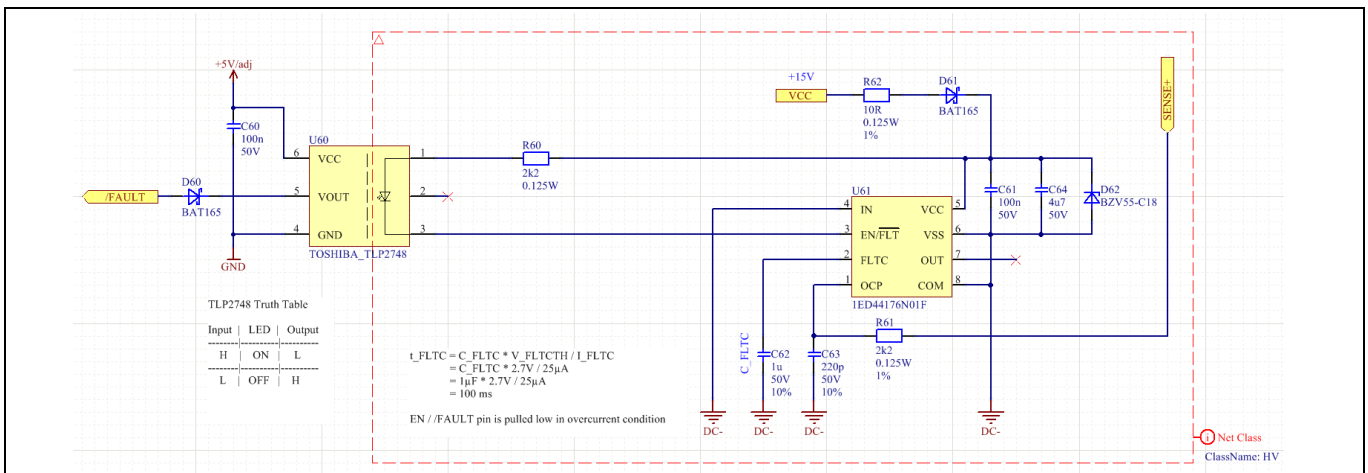 +5V/adj
C60
100n
50V
U60
6
VCC
1
D60
/FAULT
BAT165
5
VOUT
2
4
GND
3
TOSHIBA_TLP2748
GND
TLP2748 Truth Table
Input | LED | Output
H | ON | L
L | OFF | H
R60
2k2
0.125W
+15V
VCC
R62
10R
0.125W
1%
D61
BAT165
SENSE+
U61
4
IN
VCC
5
3
EN/FLT
VSS
6
2
FLTC
OUT
7
1
OCP
COM
8
1ED44176N01F
C61
100n
50V
C64
4u7
50V
D62
BZV55-C18
R61
2k2
0.125W
1%
C_FLTC
C62
1u
50V
10%
C63
220p
50V
10%
DC-
DC-
DC-
DC-
t_FLTC = C_FLTC * V_FLTCTH / I_FLTC
= C_FLTC * 2.7V / 25µA
= 1µF * 2.7V / 25µA
= 100 ms
EN / /FAULT pin is pulled low in overcurrent condition
i
Net Class
ClassName: HV